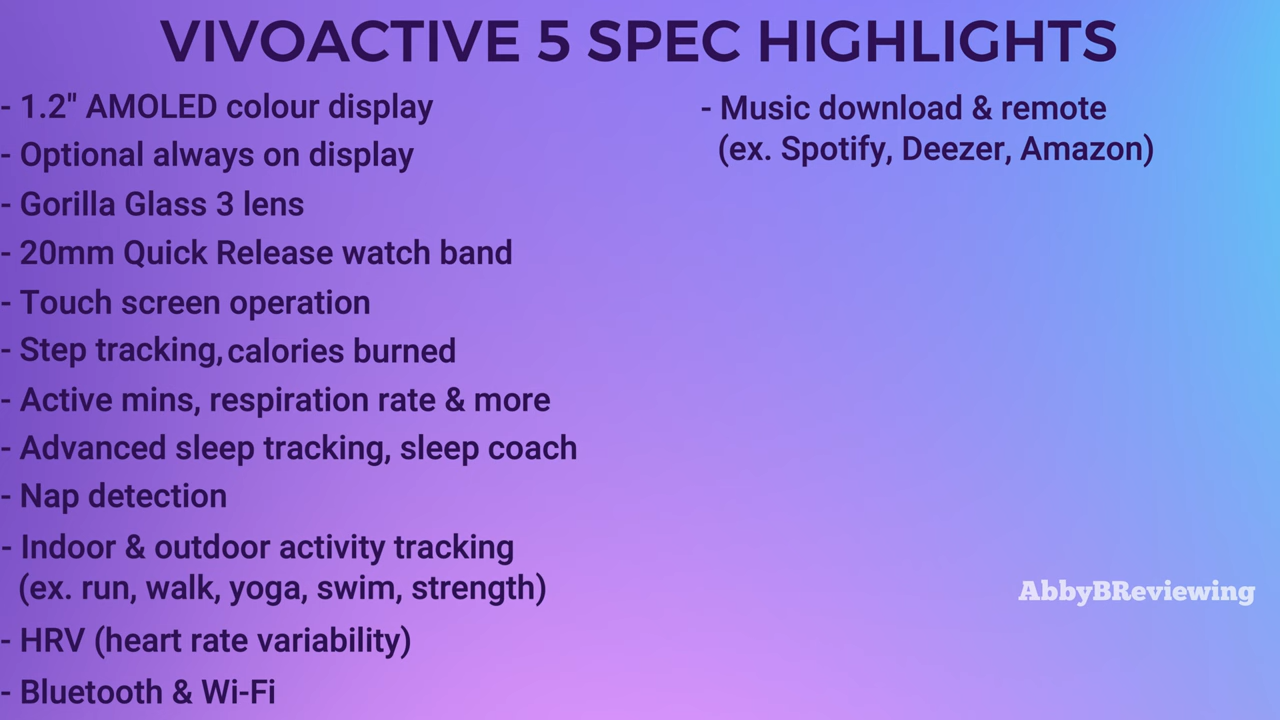 VIVOACTIVE 5 SPEC HIGHLIGHTS
- 1.2" AMOLED colour display
- Optional always on display
- Gorilla Glass 3 lens
- 20mm Quick Release watch band
- Touch screen operation
- Step tracking, calories burned
- Active mins, respiration rate & more
- Advanced sleep tracking, sleep coach
- Nap detection
- Indoor & outdoor activity tracking
(ex. run, walk, yoga, swim, strength)
- HRV (heart rate variability)
- Bluetooth & Wi-Fi
- Music download & remote
(ex. Spotify, Deezer, Amazon)
AbbyBReviewing